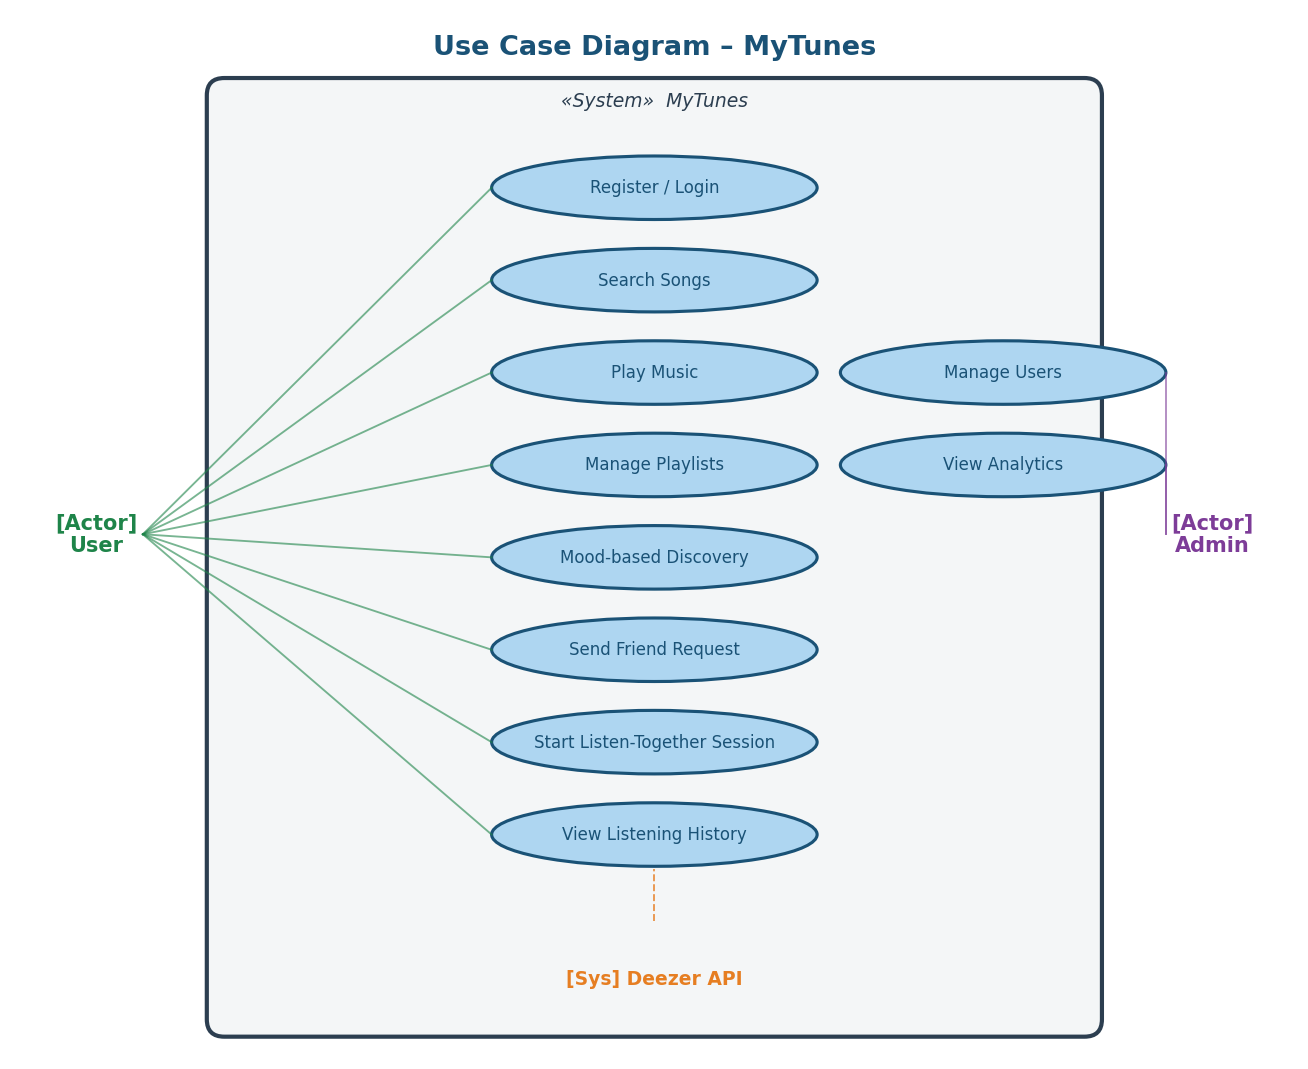 Use Case Diagram – MyTunes
«System»  MyTunes
Register / Login
Search Songs
Play Music
Manage Users
Manage Playlists
View Analytics
[Actor]
User
[Actor]
Admin
Mood-based Discovery
Send Friend Request
Start Listen-Together Session
View Listening History
[Sys] Deezer API